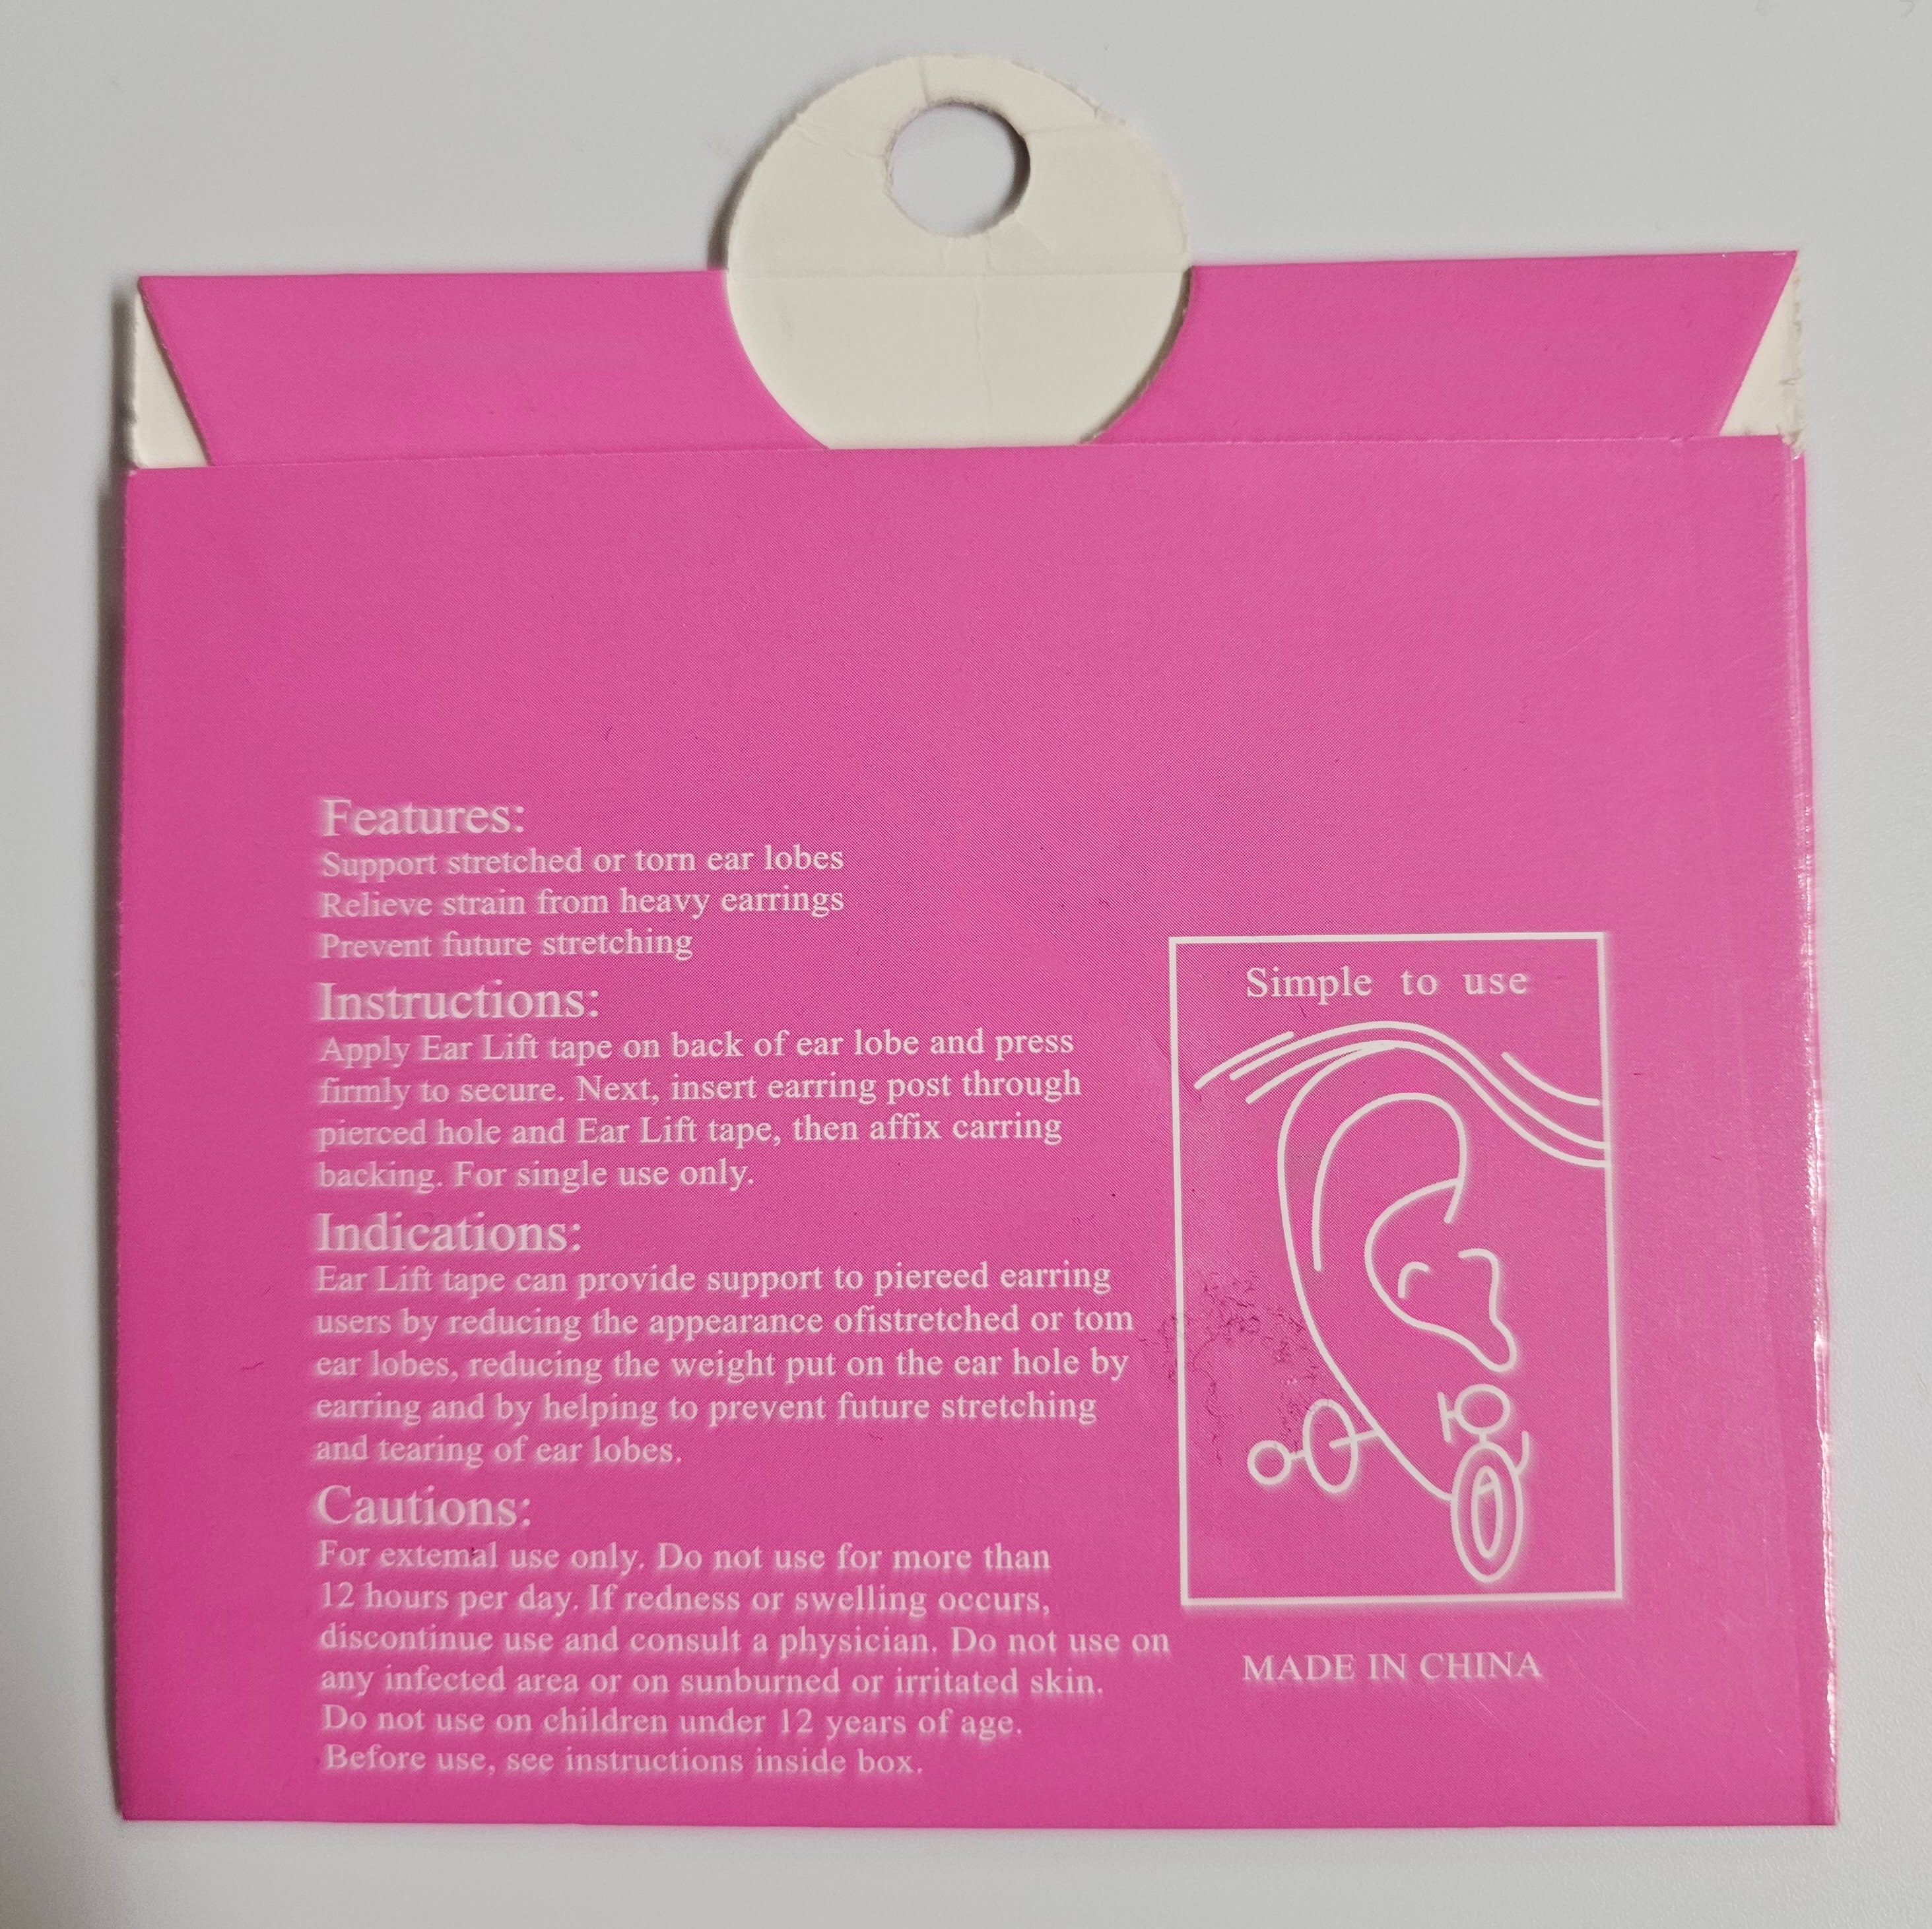 Features:
Support stretched or torn ear lobes
Relieve strain from heavy earrings
Prevent future stretching
Instructions:
Apply Ear Lift tape on back of ear lobe and press
firmly to secure. Next, insert earring post through
pierced hole and Ear Lift tape, then affix carring
backing. For single use only.
Indications:
Ear Lift tape can provide support to piereed earring
users by reducing the appearance ofistretched or tom
ear lobes, reducing the weight put on the ear hole by
earring and by helping to prevent future stretching
and tearing of ear lobes.
Cautions:
For extemal use only. Do not use for more than
12 hours per day. If redness or swelling occurs,
discontinue use and consult a physician. Do not use on
any infected area or on sunburned or irritated skin.
Do not use on children under 12 years of age.
Before use, see instructions inside box.
Simple to use
MADE IN CHINA